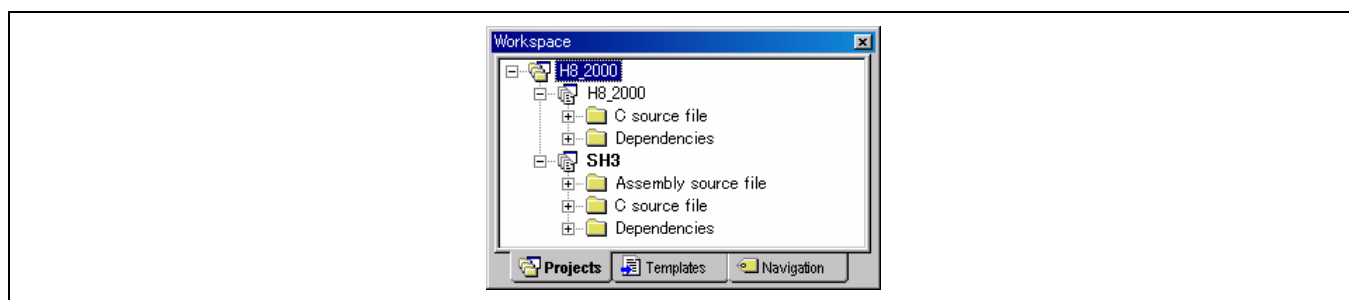 Workspace
H8_2000
H8_2000
C source file
Dependencies
SH3
Assembly source file
C source file
Dependencies
Projects Templates Navigation